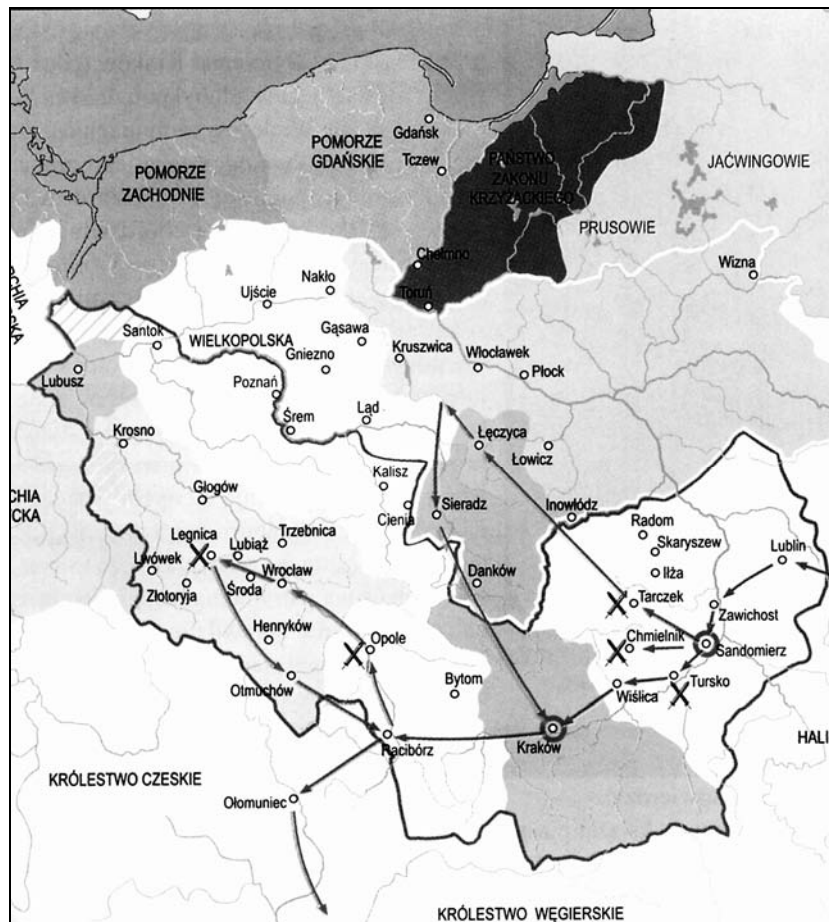 Gdańsk
POMORZE
GDAŃSKIE
Tczew
POMORZE
ZACHODNIE
PAŃSTWO
ZAKONU
KRZYŻACKIEGO
JAĆWINGOWIE
PRUSOWIE
Chełmno
Wizna
Nakło
Ujście
Toruń
Santok
WIELKOPOLSKA
Gąsawa
Kruszwica
Gniezno
Włocławek
Płock
Lubusz
Poznań
Śrem
Ląd
Krosno
Łęczyca
Łowicz
Kalisz
Głogów
Cienia
Sieradz
Inowłódz
Radom
Skaryszew
Legnica
Lubiąż
Trzebnica
Lublin
Lwówek
Wrocław
Danków
Iłża
Środa
Złotoryja
Tarczek
Zawichost
Henryków
Opole
Chmielnik
Sandomierz
Otmuchów
Bytom
Wiślica
Tursko
Racibórz
Kraków
HALI
KRÓLESTWO CZESKIE
Ołomuniec
KRÓLESTWO WĘGIERSKIE